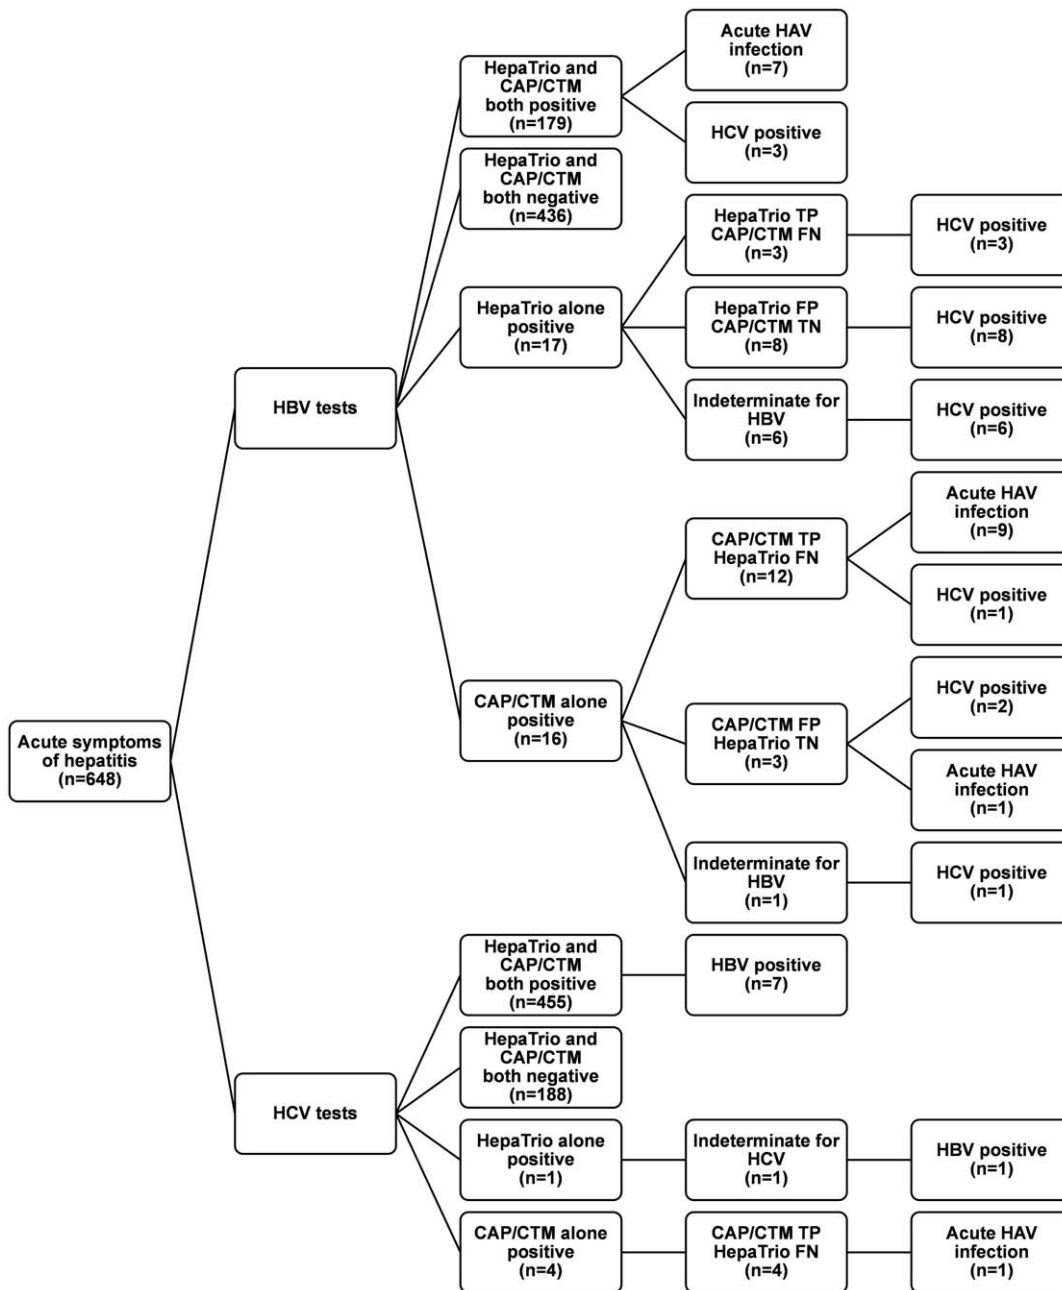 Acute symptoms
of hepatitis
(n=648)
HBV tests
HepaTrio and
CAP/CTM
both positive
(n=179)
Acute HAV
infection
(n=7)
HCV positive
(n=3)
HepaTrio and
CAP/CTM
both negative
(n=436)
HepaTrio alone
positive
(n=17)
HepaTrio TP
CAP/CTM FN
(n=3)
HCV positive
(n=3)
HepaTrio FP
CAP/CTM TN
(n=8)
HCV positive
(n=8)
Indeterminate for
HBV
(n=6)
HCV positive
(n=6)
CAP/CTM alone
positive
(n=16)
CAP/CTM TP
HepaTrio FN
(n=12)
Acute HAV
infection
(n=9)
HCV positive
(n=1)
CAP/CTM FP
HepaTrio TN
(n=3)
HCV positive
(n=2)
Acute HAV
infection
(n=1)
Indeterminate for
HBV
(n=1)
HCV positive
(n=1)
HCV tests
HepaTrio and
CAP/CTM
both positive
(n=455)
HBV positive
(n=7)
HepaTrio and
CAP/CTM
both negative
(n=188)
HepaTrio alone
positive
(n=1)
Indeterminate for
HCV
(n=1)
HBV positive
(n=1)
CAP/CTM alone
positive
(n=4)
CAP/CTM TP
HepaTrio FN
(n=4)
Acute HAV
infection
(n=1)